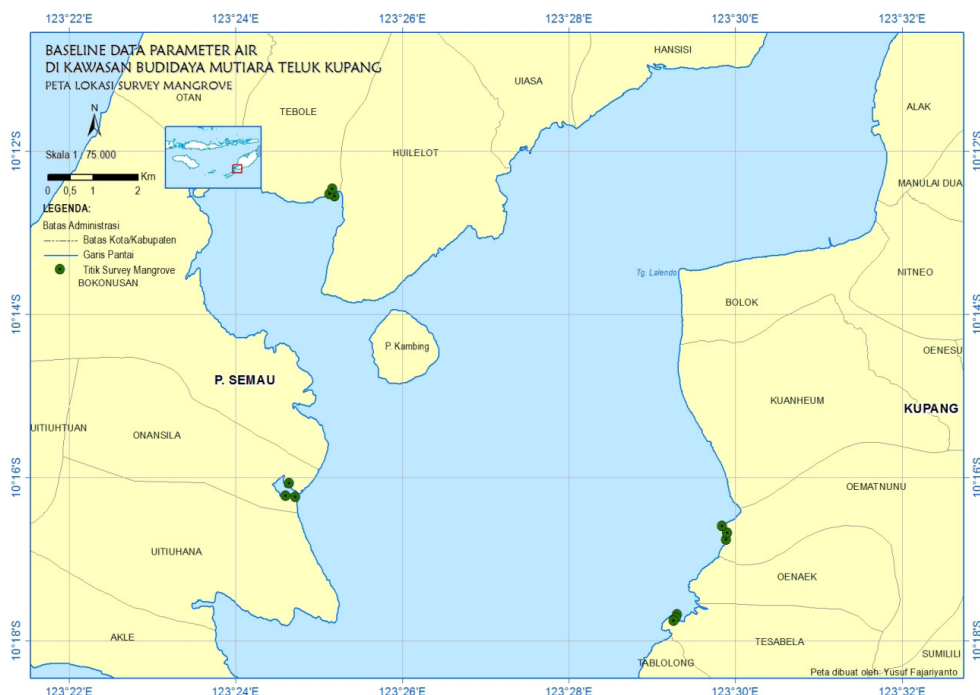 123°22'E 123°24'E 123°26'E 123°28'E 123°30'E 123°32'E
BASELINE DATA PARAMETER AIR
DI KAWASAN BUDIDAYA MUTIARA TELUK KUPANG
PETA LOKASI SURVEY MANGROVE
HANSISI
UIASA
OTAN
TEBOLE
ALAK
N
HUILELOT
10°12'S
10°12'S
Skala 1 : 75.000
Km
0 0,5 1 2
MANULAI DUA
LEGENDA:
Batas Administrasi
Batas Kota/Kabupaten
Garis Pantai
Titik Survey Mangrove
BOKONUSAN
Tg. Lalendo
NITNEO
BOLOK
10°14'S
10°14'S
P. Kambing
OENESU
P. SEMAU
KUANHEUM
KUPANG
UITIUHTUAN
ONANSILA
10°16'S
10°16'S
OEMATNUNU
UITIUHANA
OENAEK
AKLE
10°18'S
10°18'S
TESABELA
SUMILILI
TABLOLONG
Peta dibuat oleh: Yusuf Fajariyanto
123°22'E 123°24'E 123°26'E 123°28'E 123°30'E 123°32'E